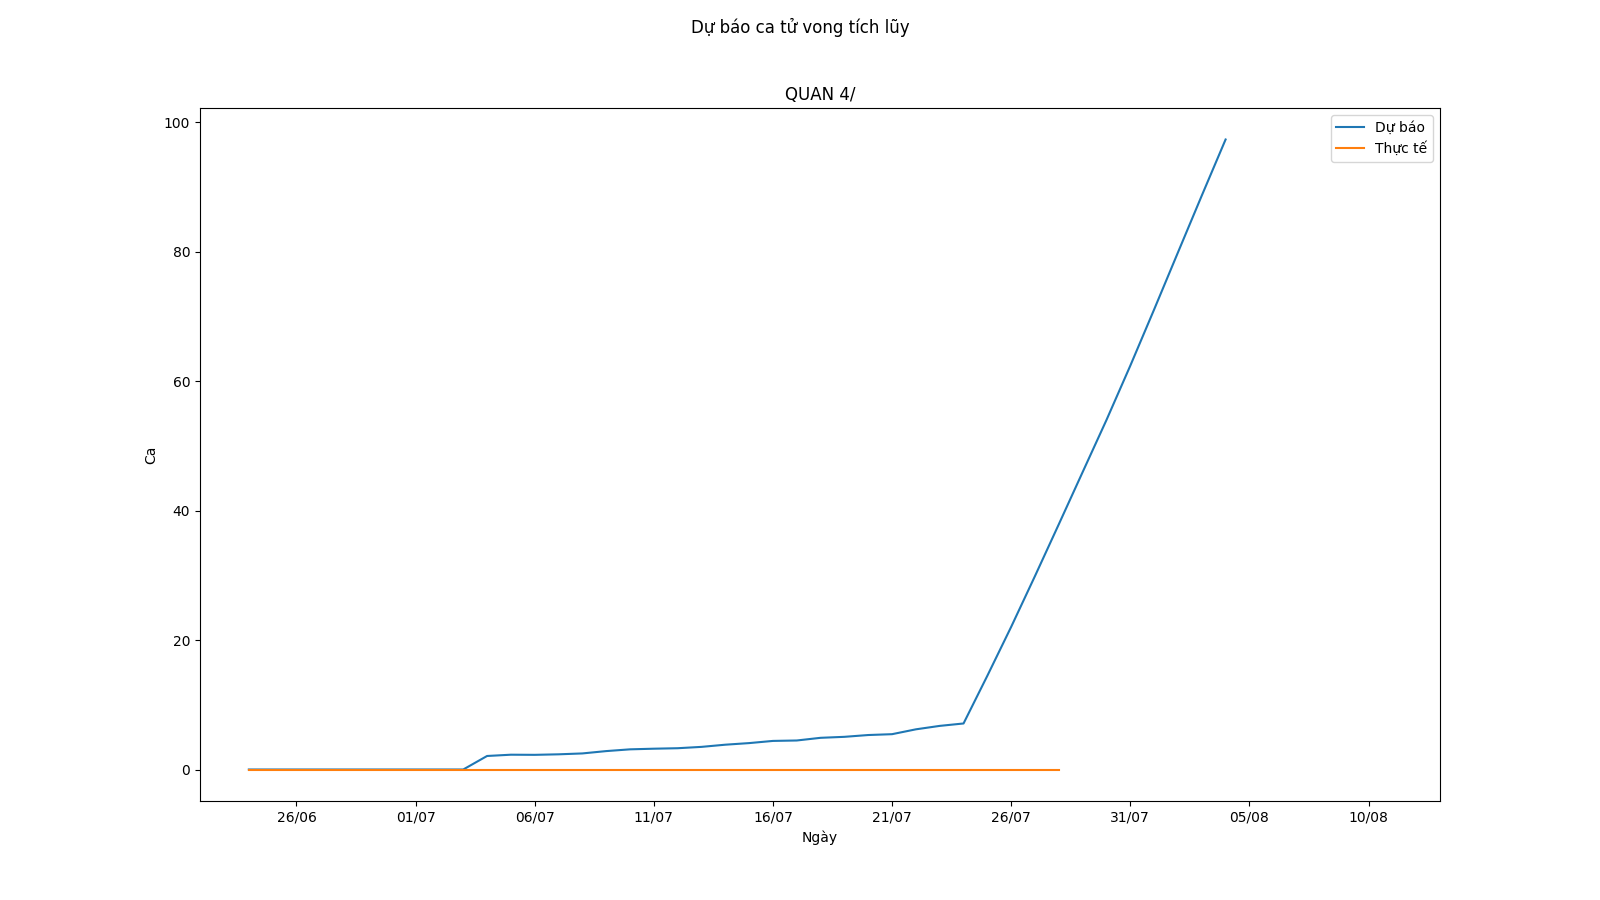 Dự báo ca tử vong tích lũy
QUAN 4/
Dự báo
Thực tế
100
80
60
40
20
0
Ca
26/06 01/07 06/07 11/07 16/07 21/07 26/07 31/07 05/08 10/08
Ngày